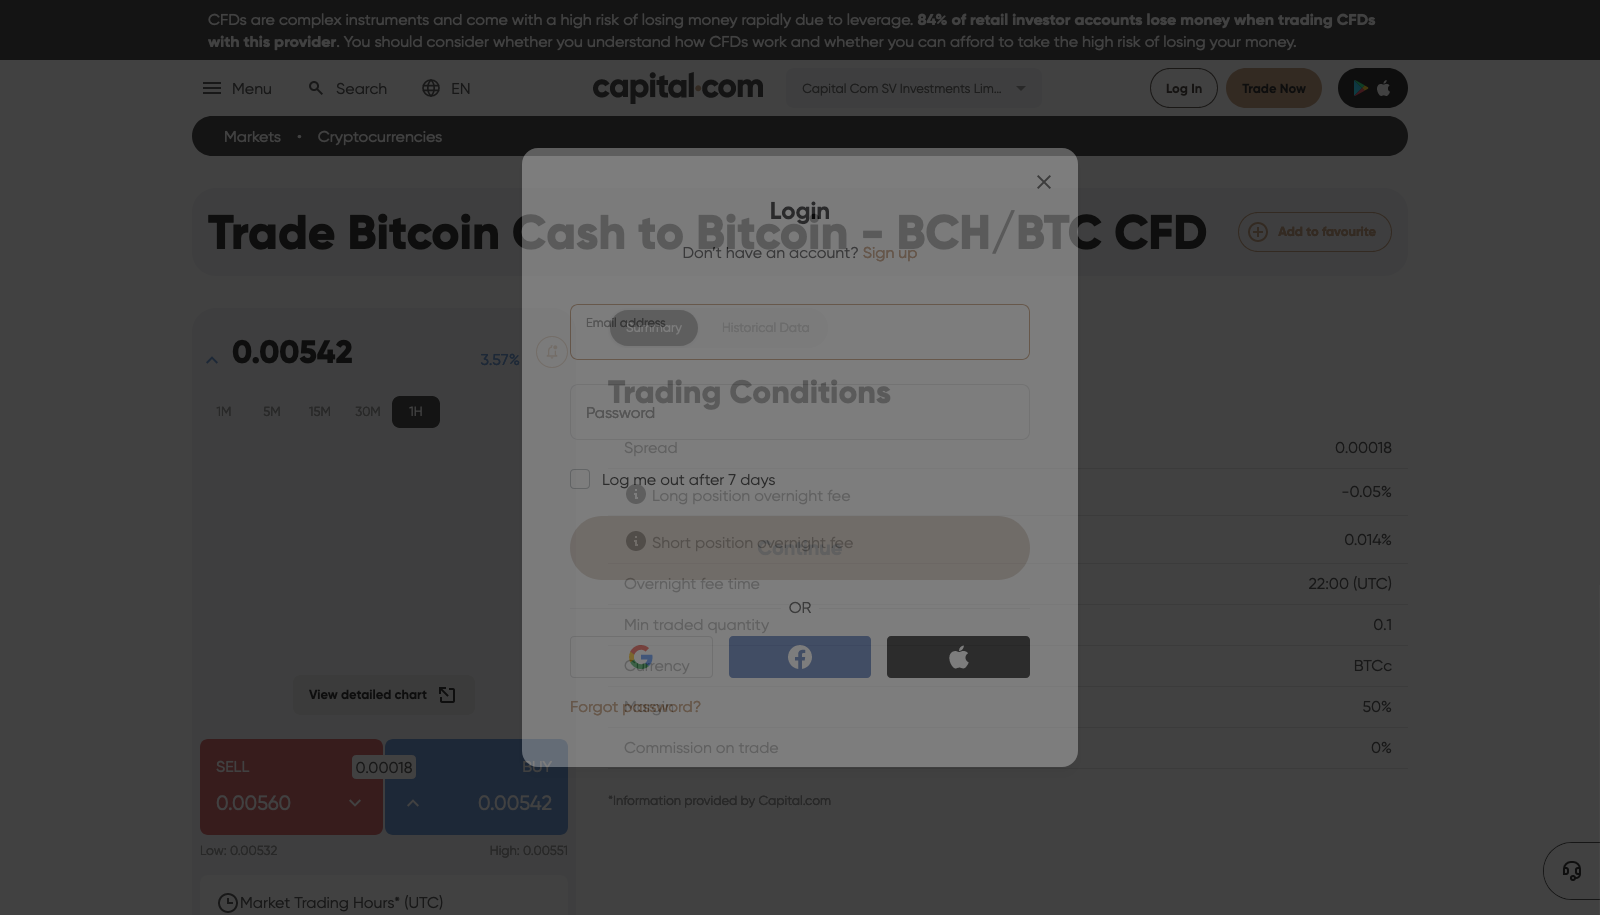 CFDs are complex instruments and come with a high risk of losing money rapidly due to leverage. 84% of retail investor accounts lose money when trading CFDs
with this provider. You should consider whether you understand how CFDs work and whether you can afford to take the high risk of losing your money.
Menu
Search
EN
capital.com
Capital Com SV Investments Lim...
Log In
Trade Now
Markets • Cryptocurrencies
Trade Bitcoin Cash to Bitcoin - BCH/BTC CFD
Add to favourite
Login
Don't have an account? Sign up
Email address
Summary
Historical Data
0.00542
3.57%
1M 5M 15M 30M 1H
Trading Conditions
Password
Spread 0.00018
Log me out after 7 days
Long position overnight fee -0.05%
Short position overnight fee 0.014%
Continue
Overnight fee time 22:00 (UTC)
OR
Min traded quantity 0.1
Currency BTCc
Forgot password?
Margin 50%
Commission on trade 0%
View detailed chart
SELL
0.00018
BUY
0.00560
0.00542
Low: 0.00532
High: 0.00551
*Information provided by Capital.com
Market Trading Hours* (UTC)